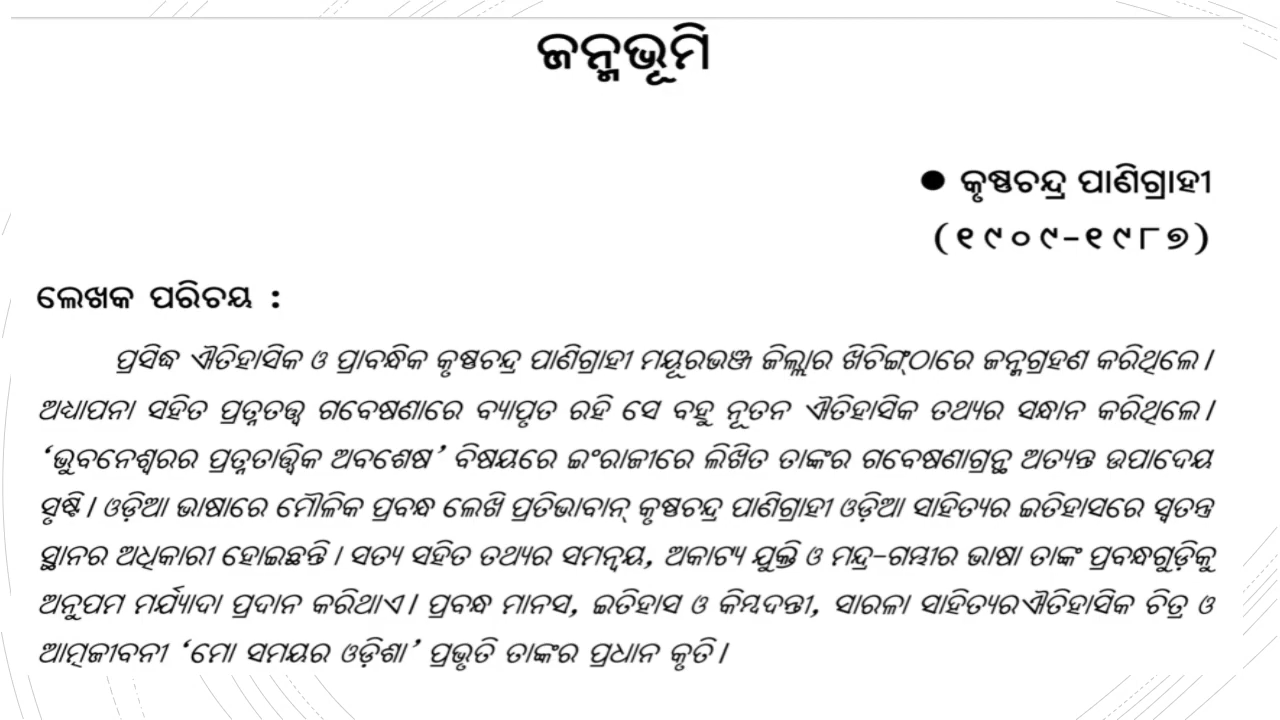 ଜନ୍ମଭୂମି
● କୃଷ୍ଣଚନ୍ଦ୍ର ପାଣିଗ୍ରାହୀ
(୧୯୦୯-୧୯୮୭)
ଲେଖକ ପରିଚୟ :
ପ୍ରସିଦ୍ଧ ଐତିହାସିକ ଓ ପ୍ରାବନ୍ଧିକ କୃଷ୍ଣଚନ୍ଦ୍ର ପାଣିଗ୍ରାହୀ ମୟୂରଭଞ୍ଜ ଜିଲ୍ଲାର ଖିଚିଙ୍ଗ୍‌ଠାରେ ଜନ୍ମଗ୍ରହଣ କରିଥିଲେ ।
ଅଧ୍ୟାପନା ସହିତ ପ୍ରତ୍ନତତ୍ତ୍ୱ ଗବେଷଣାରେ ବ୍ୟାପୃତ ରହି ସେ ବହୁ ନୂତନ ଐତିହାସିକ ତଥ୍ୟର ସନ୍ଧାନ କରିଥିଲେ ।
‘ଭୁବନେଶ୍ୱରର ପ୍ରତ୍ନତାତ୍ତ୍ୱିକ ଅବଶେଷ’ ବିଷୟରେ ଇଂରାଜୀରେ ଲିଖିତ ତାଙ୍କର ଗବେଷଣାଗ୍ରନ୍ଥ ଅତ୍ୟନ୍ତ ଉପାଦେୟ
ସୃଷ୍ଟି । ଓଡ଼ିଆ ଭାଷାରେ ମୌଳିକ ପ୍ରବନ୍ଧ ଲେଖି ପ୍ରତିଭାବାନ୍ କୃଷ୍ଣଚନ୍ଦ୍ର ପାଣିଗ୍ରାହୀ ଓଡ଼ିଆ ସାହିତ୍ୟର ଇତିହାସରେ ସ୍ୱତନ୍ତ୍ର
ସ୍ଥାନର ଅଧିକାରୀ ହୋଇଛନ୍ତି । ସତ୍ୟ ସହିତ ତଥ୍ୟର ସମନ୍ୱୟ, ଅକାଟ୍ୟ ଯୁକ୍ତି ଓ ମନ୍ଦ୍ର-ଗମ୍ଭୀର ଭାଷା ତାଙ୍କ ପ୍ରବନ୍ଧଗୁଡ଼ିକୁ
ଅନୁପମ ମର୍ଯ୍ୟାଦା ପ୍ରଦାନ କରିଥାଏ । ପ୍ରବନ୍ଧ ମାନସ, ଇତିହାସ ଓ କିମ୍ବଦନ୍ତୀ, ସାରଳା ସାହିତ୍ୟରଐତିହାସିକ ଚିତ୍ର ଓ
ଆତ୍ମଜୀବନୀ ‘ମୋ ସମୟର ଓଡ଼ିଶା’ ପ୍ରଭୃତି ତାଙ୍କର ପ୍ରଧାନ କୃତି ।